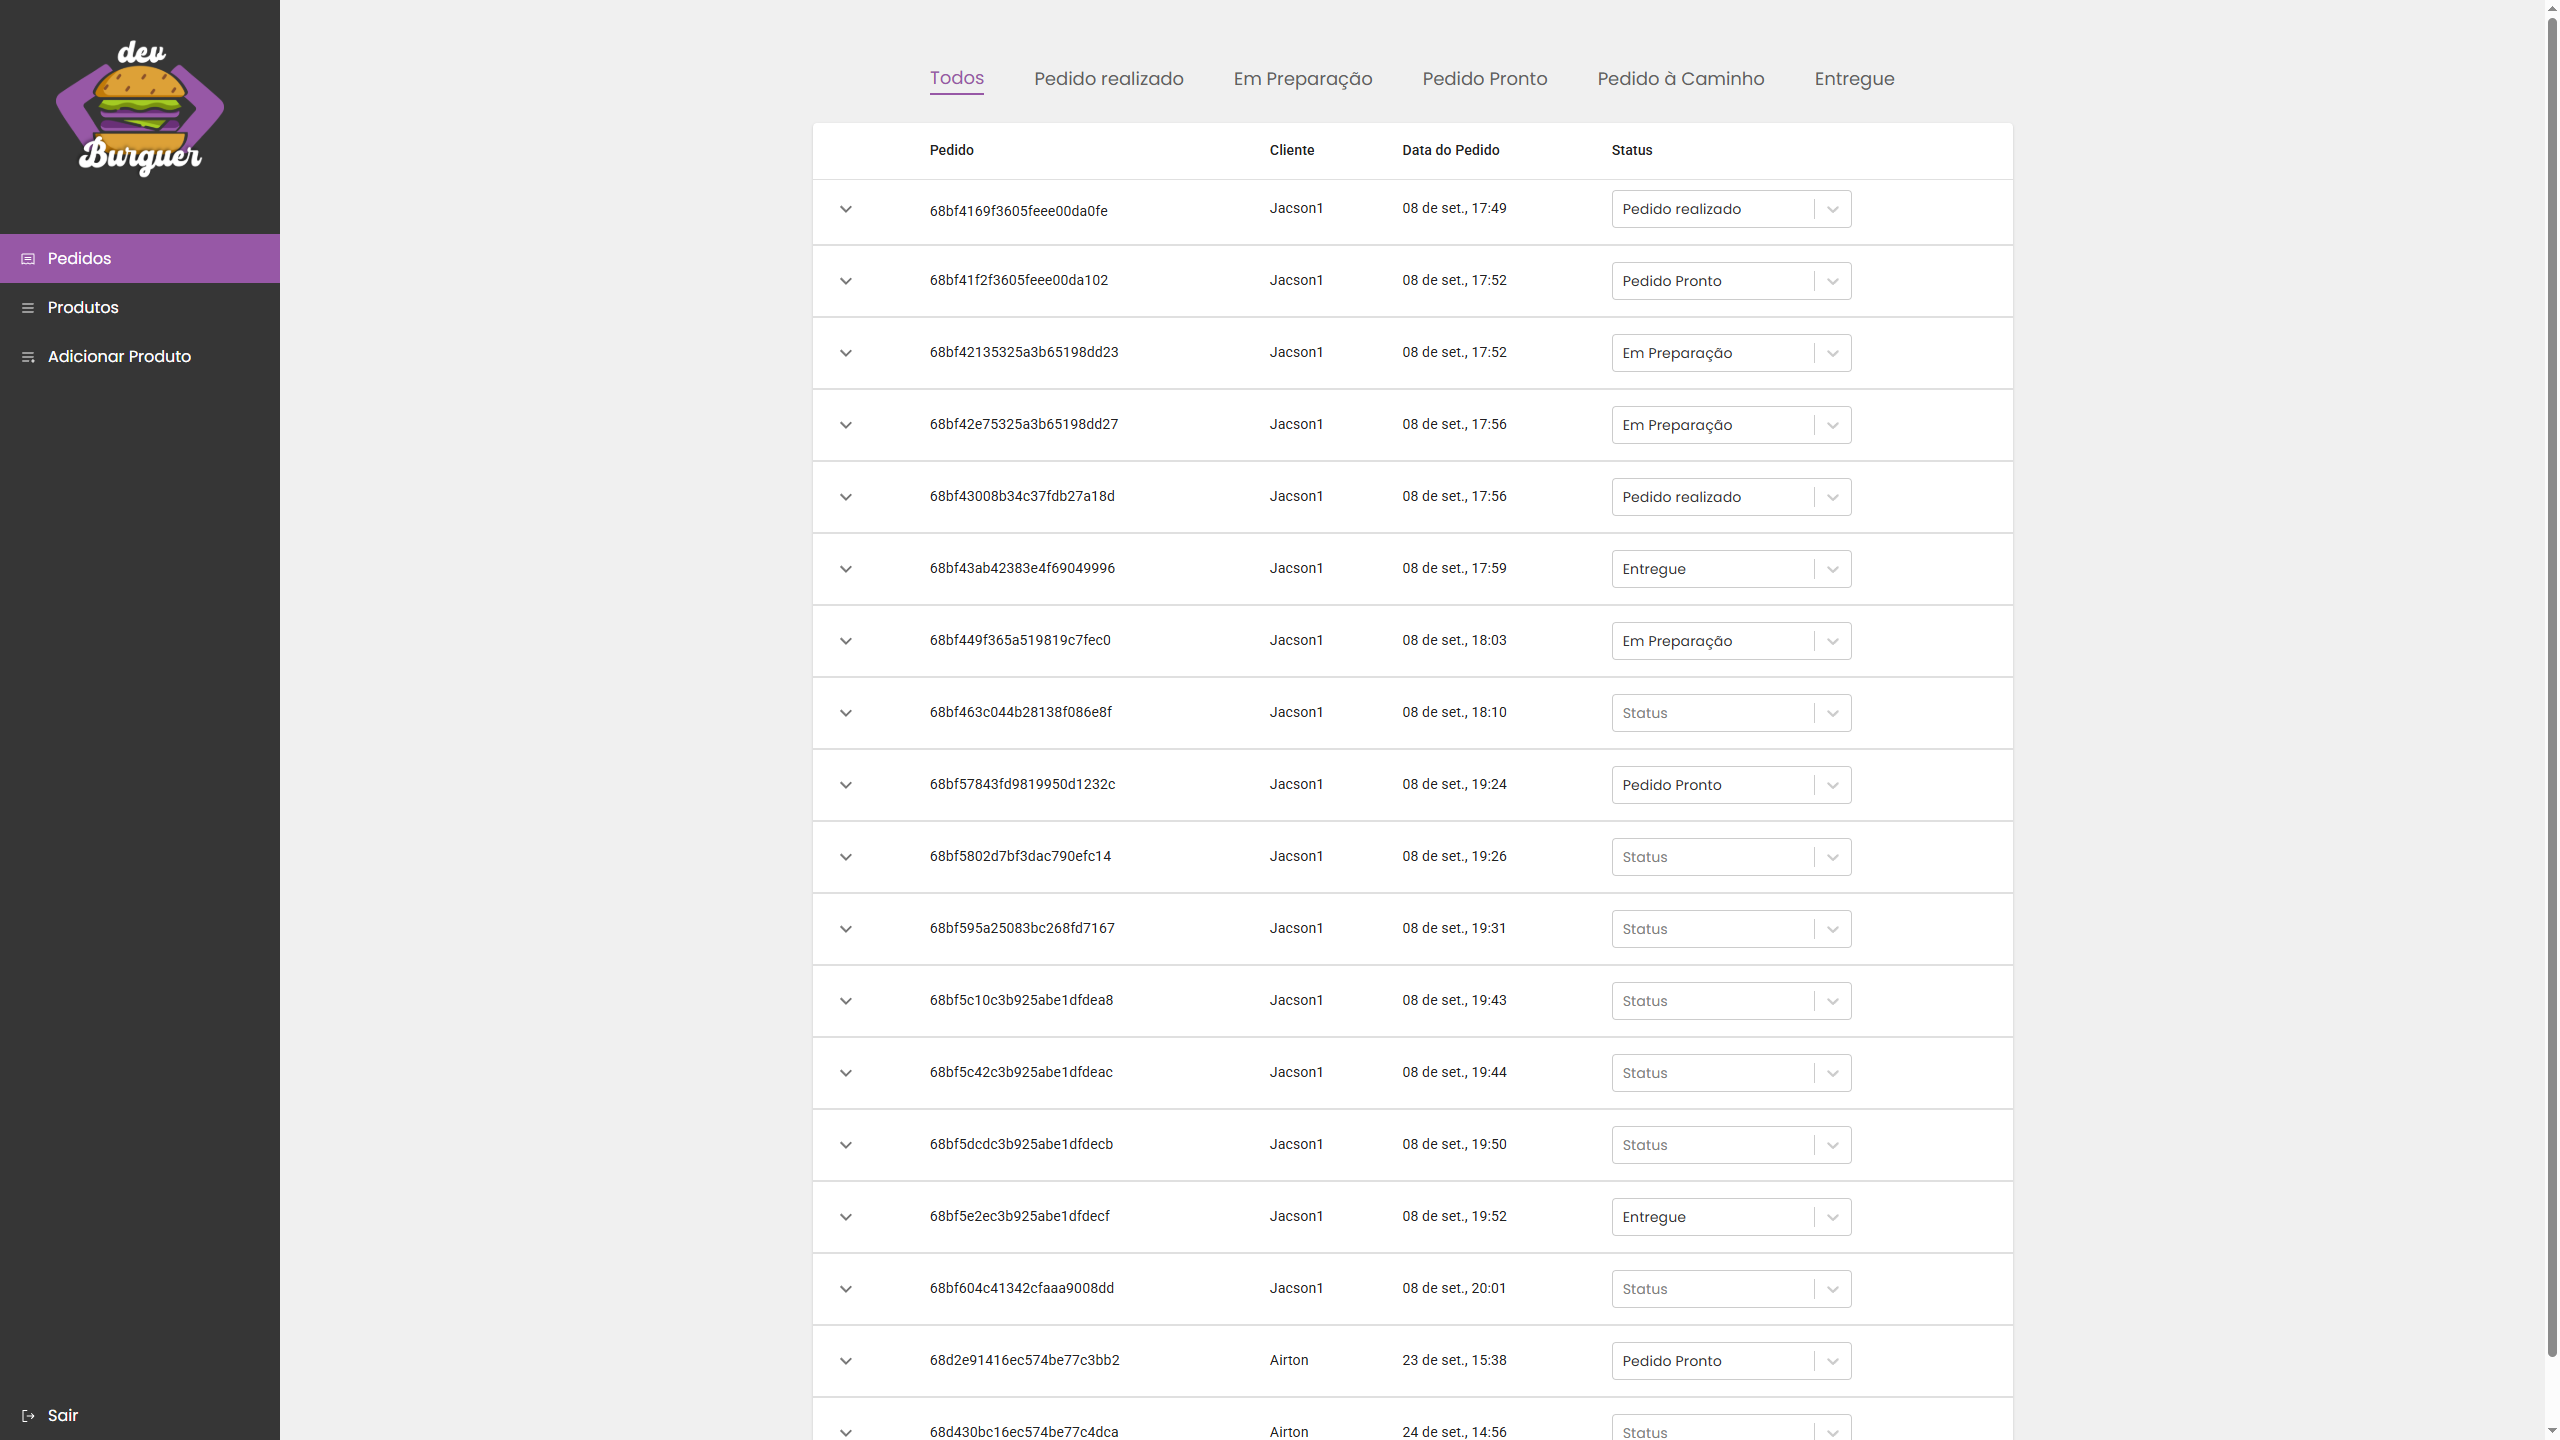 dev
Burguer
Pedidos
Produtos
Adicionar Produto
Sair
Todos Pedido realizado Em Preparação Pedido Pronto Pedido à Caminho Entregue
Pedido Cliente Data do Pedido Status
68bf4169f3605feee00da0fe Jacson1 08 de set., 17:49 Pedido realizado
68bf41f2f3605feee00da102 Jacson1 08 de set., 17:52 Pedido Pronto
68bf42135325a3b65198dd23 Jacson1 08 de set., 17:52 Em Preparação
68bf42e75325a3b65198dd27 Jacson1 08 de set., 17:56 Em Preparação
68bf43008b34c37fdb27a18d Jacson1 08 de set., 17:56 Pedido realizado
68bf43ab42383e4f69049996 Jacson1 08 de set., 17:59 Entregue
68bf449f365a519819c7fec0 Jacson1 08 de set., 18:03 Em Preparação
68bf463c044b28138f086e8f Jacson1 08 de set., 18:10 Status
68bf57843fd9819950d1232c Jacson1 08 de set., 19:24 Pedido Pronto
68bf5802d7bf3dac790efc14 Jacson1 08 de set., 19:26 Status
68bf595a25083bc268fd7167 Jacson1 08 de set., 19:31 Status
68bf5c10c3b925abe1dfdea8 Jacson1 08 de set., 19:43 Status
68bf5c42c3b925abe1dfdeac Jacson1 08 de set., 19:44 Status
68bf5dcdc3b925abe1dfdecb Jacson1 08 de set., 19:50 Status
68bf5e2ec3b925abe1dfdecf Jacson1 08 de set., 19:52 Entregue
68bf604c41342cfaaa9008dd Jacson1 08 de set., 20:01 Status
68d2e91416ec574be77c3bb2 Airton 23 de set., 15:38 Pedido Pronto
68d430bc16ec574be77c4dca Airton 24 de set., 14:56 Status